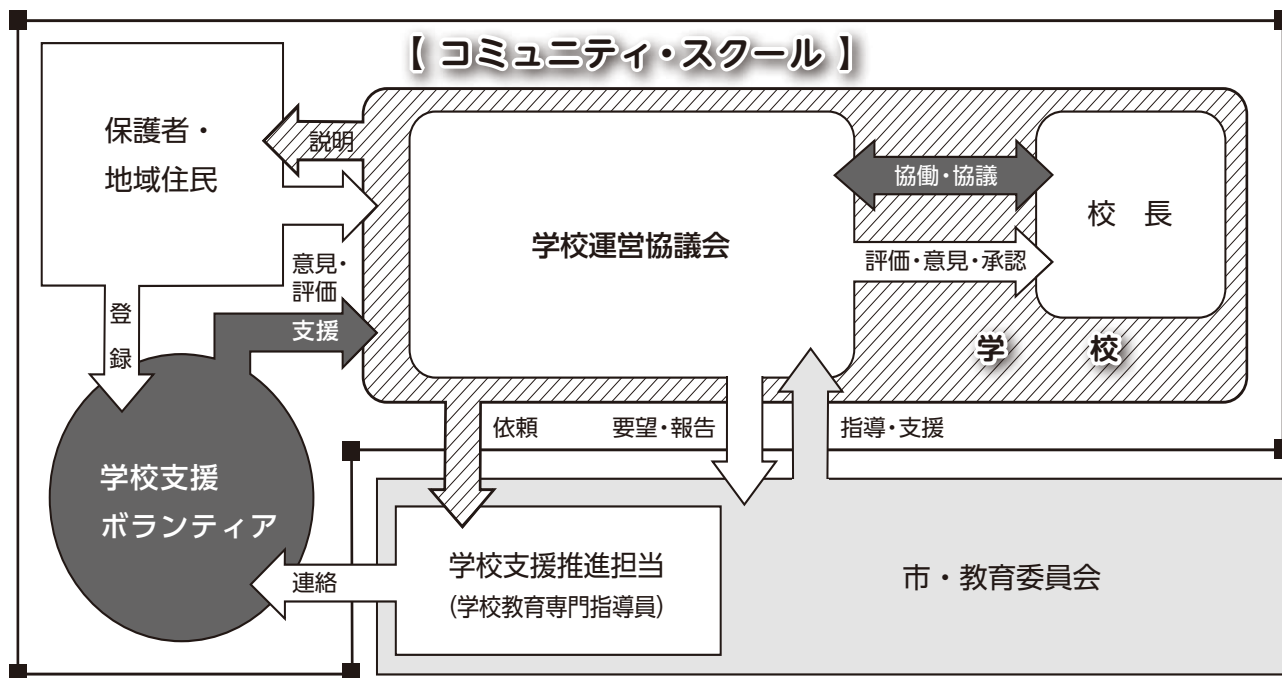 【 コミュニティ・スクール 】
保護者・
地域住民
説明
協働・協議
校　長
学校運営協議会
評価・意見・承認
意見・
評価
登
録
支援
学　校
依頼
要望・報告
指導・支援
学校支援
ボランティア
連絡
学校支援推進担当
(学校教育専門指導員)
市・教育委員会